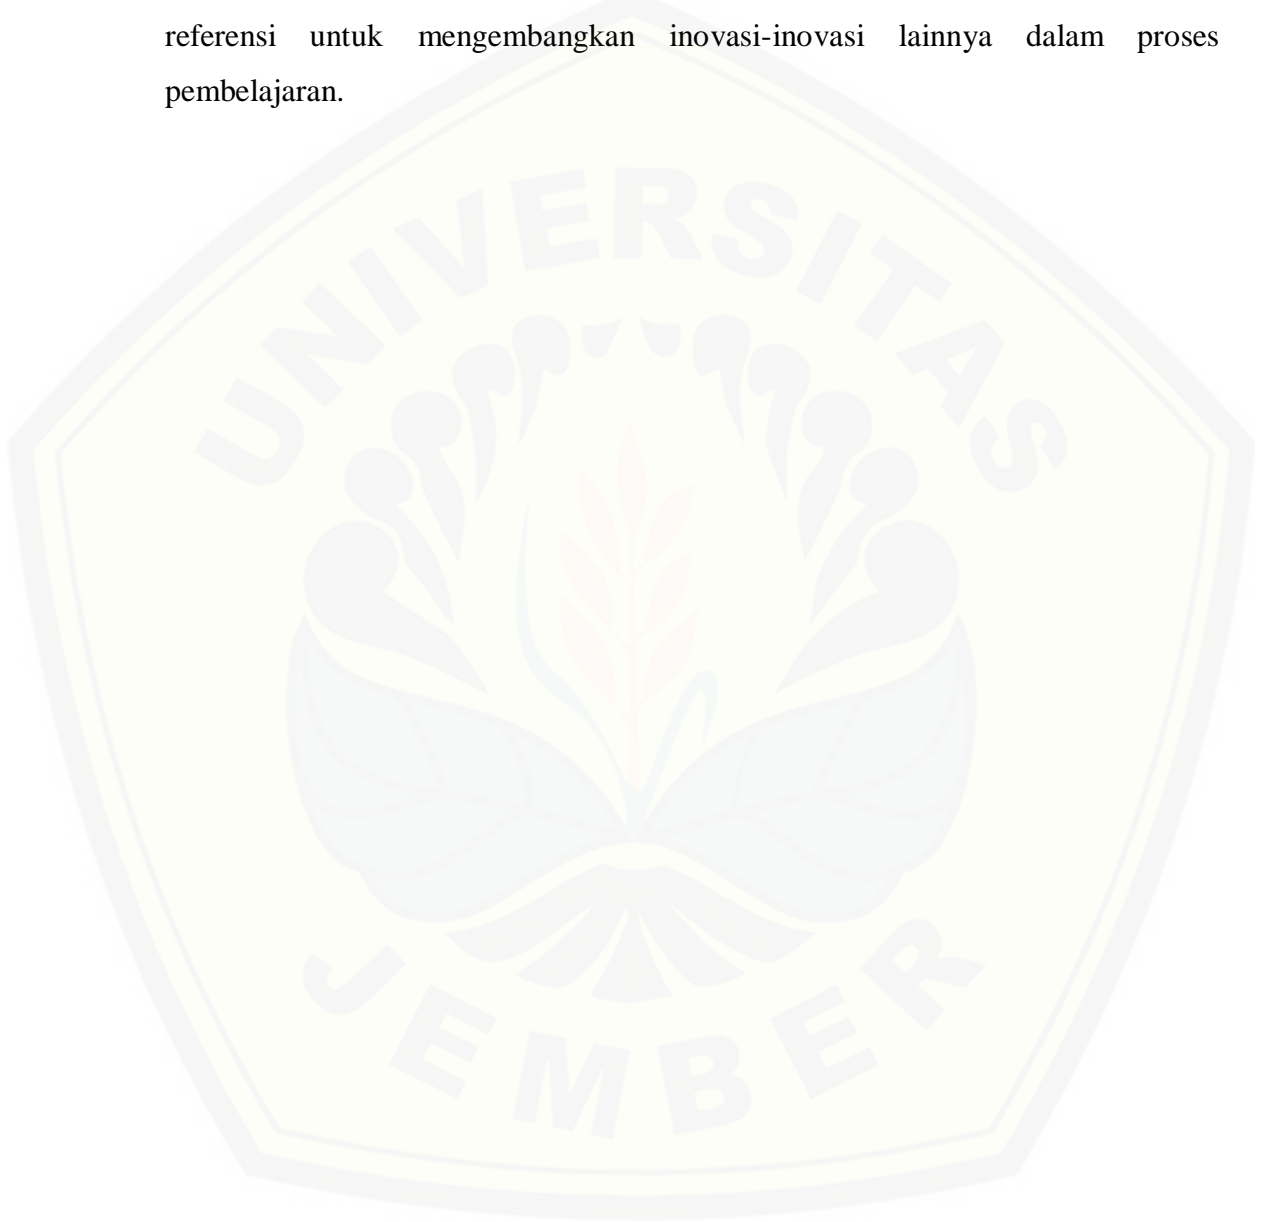 referensi untuk mengembangkan inovasi-inovasi lainnya dalam proses
pembelajaran.
UNIVERSITAS
JEMBER